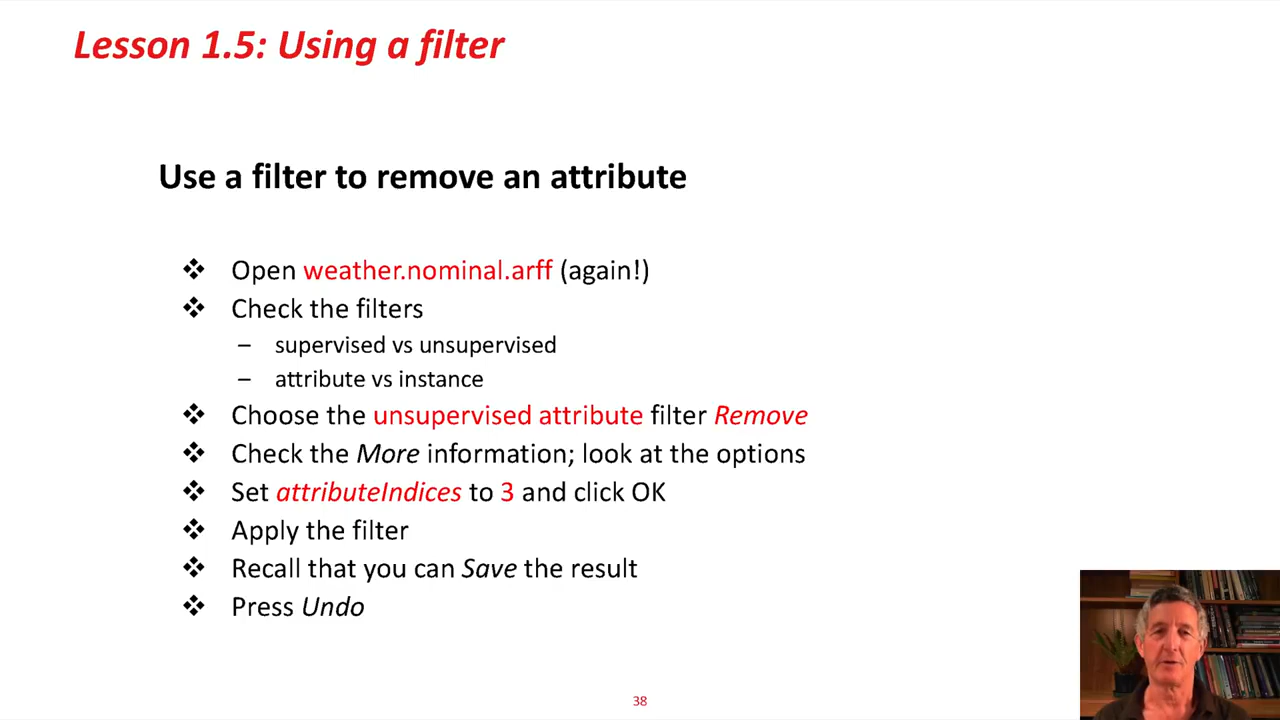 Lesson 1.5: Using a filter
Use a filter to remove an attribute
❖ Open weather.nominal.arff (again!)
❖ Check the filters
– supervised vs unsupervised
– attribute vs instance
❖ Choose the unsupervised attribute filter Remove
❖ Check the More information; look at the options
❖ Set attributeIndices to 3 and click OK
❖ Apply the filter
❖ Recall that you can Save the result
❖ Press Undo
38